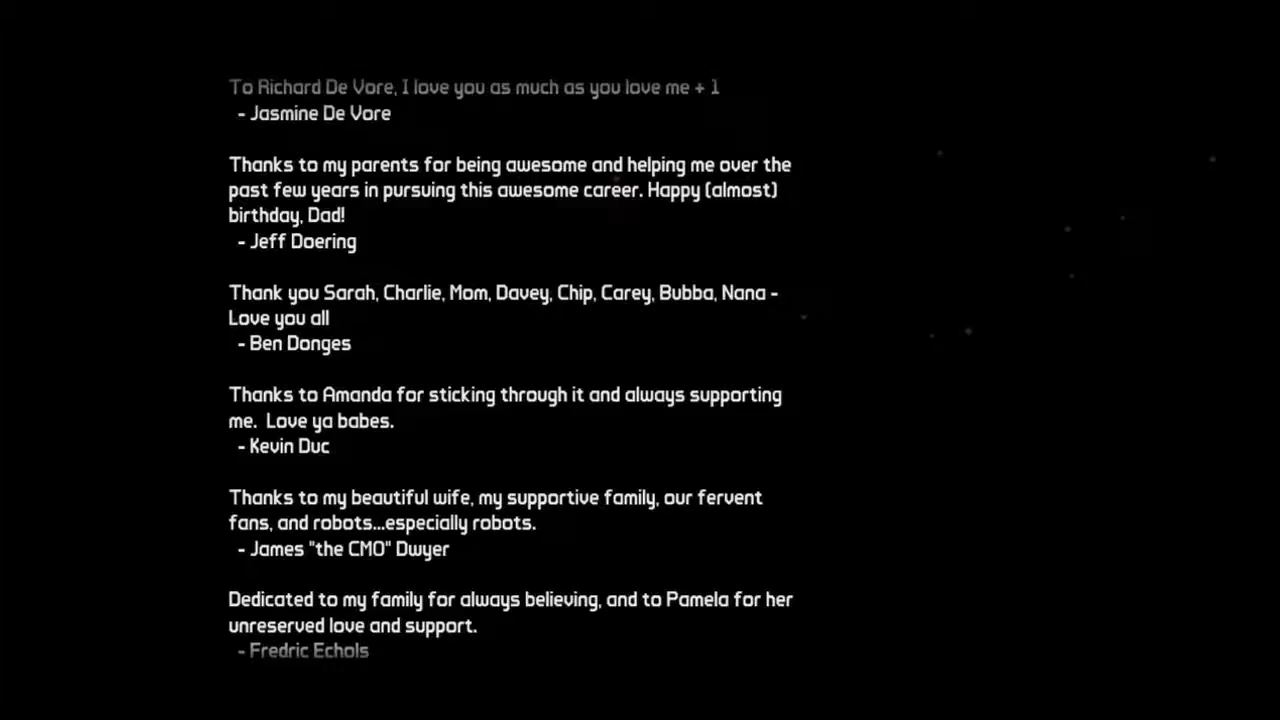 To Richard De Vore, I love you as much as you love me + 1
- Jasmine De Vore
Thanks to my parents for being awesome and helping me over the
past few years in pursuing this awesome career. Happy (almost)
birthday, Dad!
- Jeff Doering
Thank you Sarah, Charlie, Mom, Davey, Chip, Carey, Bubba, Nana -
Love you all
- Ben Donges
Thanks to Amanda for sticking through it and always supporting
me.  Love ya babes.
- Kevin Duc
Thanks to my beautiful wife, my supportive family, our fervent
fans, and robots...especially robots.
- James "the CMO" Dwyer
Dedicated to my family for always believing, and to Pamela for her
unreserved love and support.
- Fredric Echols